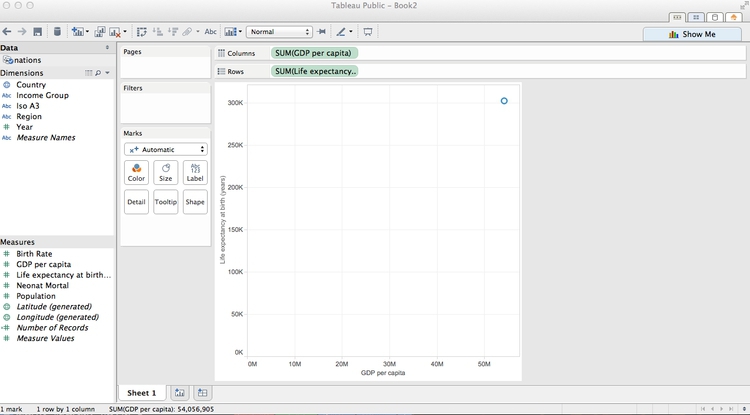 Tableau Public - Book2
Abc
Normal
Show Me
Data
nations
Dimensions
Country
Abc Income Group
Abc Iso A3
Abc Region
# Year
Abc Measure Names
Measures
# Birth Rate
# GDP per capita
# Life expectancy at birth...
# Neonat Mortal
# Population
Latitude (generated)
Longitude (generated)
# Number of Records
# Measure Values
Pages
Filters
Marks
Automatic
Color Size Label
Detail Tooltip Shape
Columns SUM(GDP per capita)
Rows SUM(Life expectancy..
Life expectancy at birth (years)
300K
250K
200K
150K
100K
50K
0K
0M 10M 20M 30M 40M 50M
GDP per capita
Sheet 1
1 mark 1 row by 1 column SUM(GDP per capita): 54,056,905